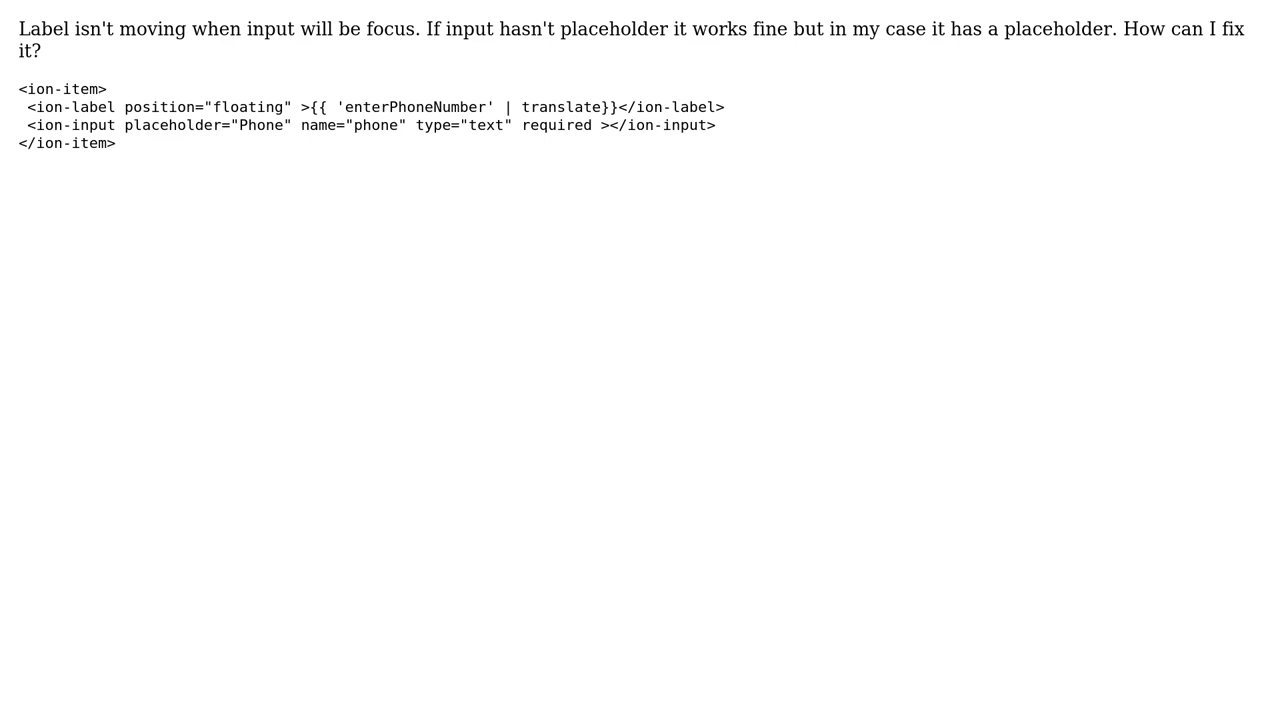 Label isn't moving when input will be focus. If input hasn't placeholder it works fine but in my case it has a placeholder. How can I fix
it?
<ion-item>
 <ion-label position="floating" >{{ 'enterPhoneNumber' | translate}}</ion-label>
 <ion-input placeholder="Phone" name="phone" type="text" required ></ion-input>
</ion-item>